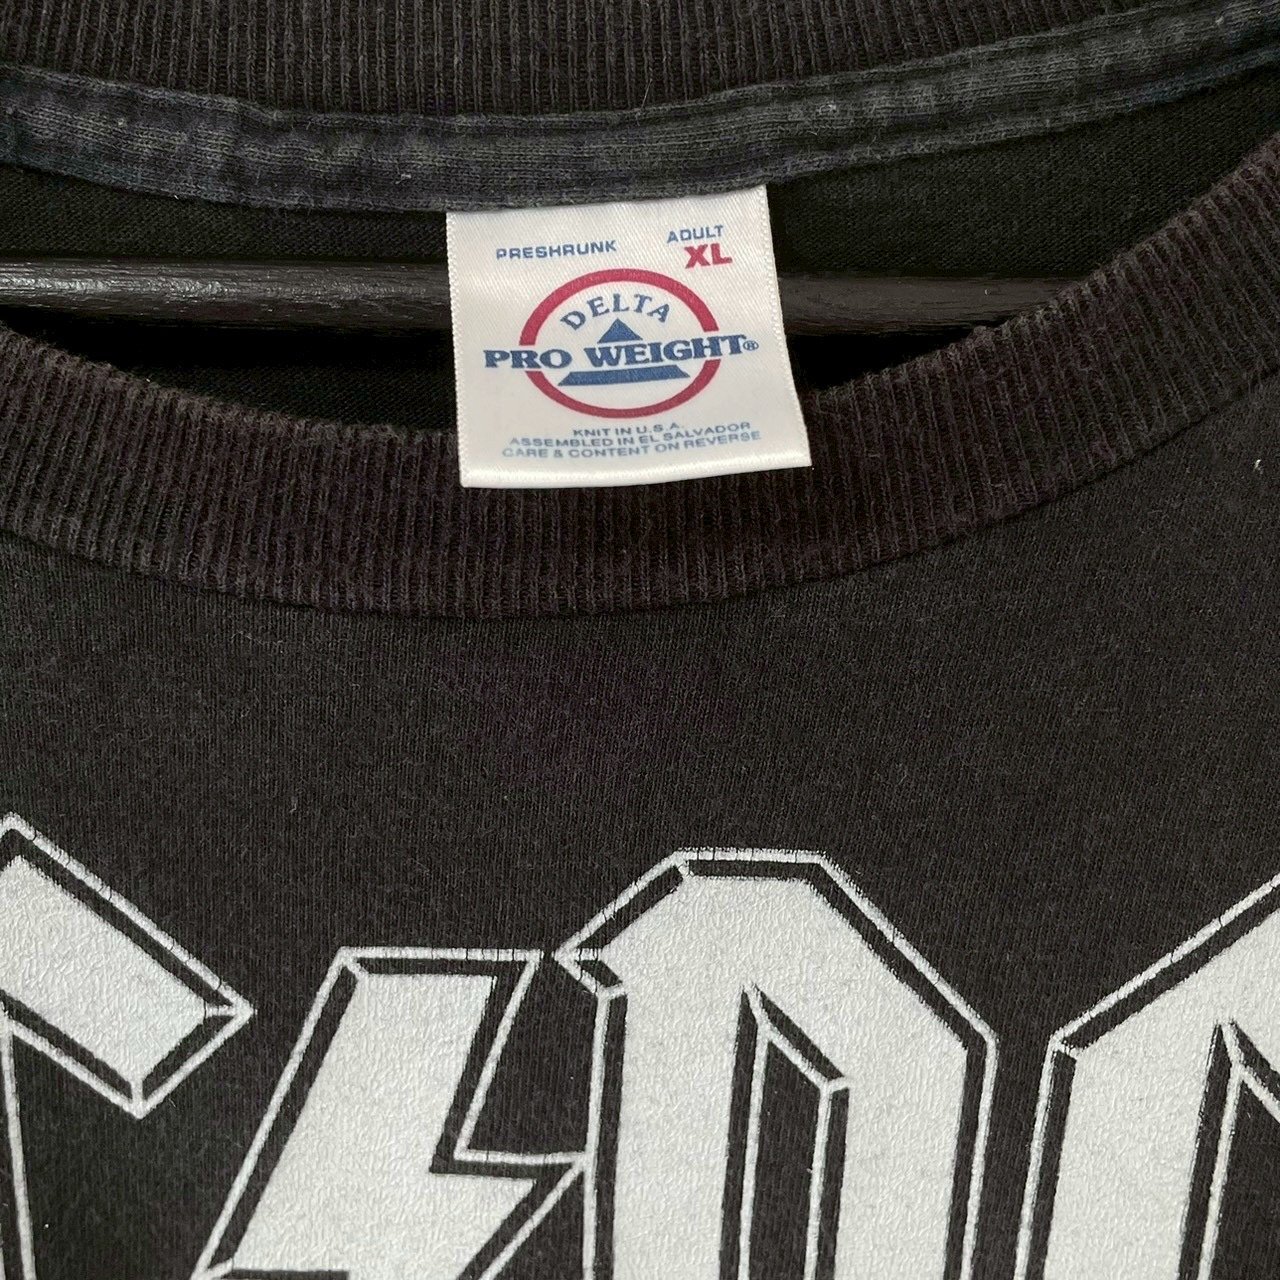 PRESHRUNK
ADULT
XL
DELTA
PRO WEIGHT®
KNIT IN U.S.A.
ASSEMBLED IN EL SALVADOR
CARE & CONTENT ON REVERSE